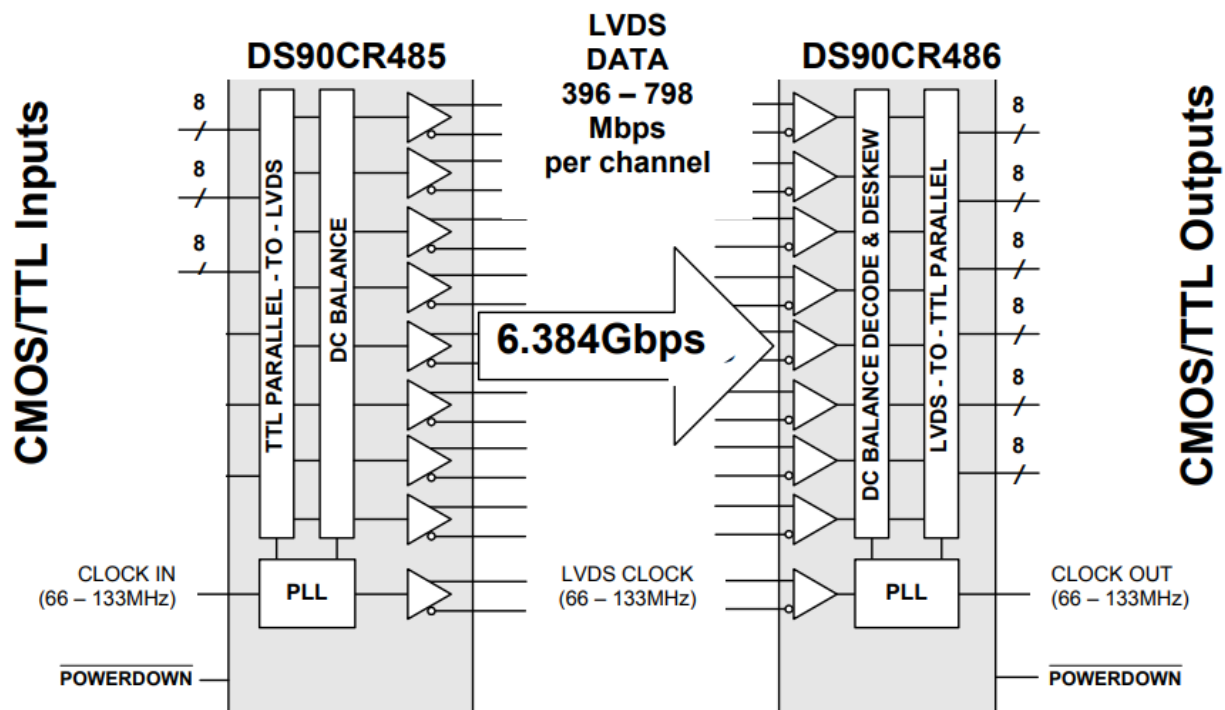 DS90CR485
LVDS
DATA
396 – 798
Mbps
per channel
DS90CR486
CMOS/TTL Inputs
8
8
8
TTL PARALLEL - TO - LVDS
DC BALANCE
6.384Gbps
DC BALANCE DECODE & DESKEW
LVDS - TO - TTL PARALLEL
8
8
8
8
8
8
CMOS/TTL Outputs
CLOCK IN
(66 – 133MHz)
PLL
LVDS CLOCK
(66 – 133MHz)
PLL
CLOCK OUT
(66 – 133MHz)
POWERDOWN
POWERDOWN